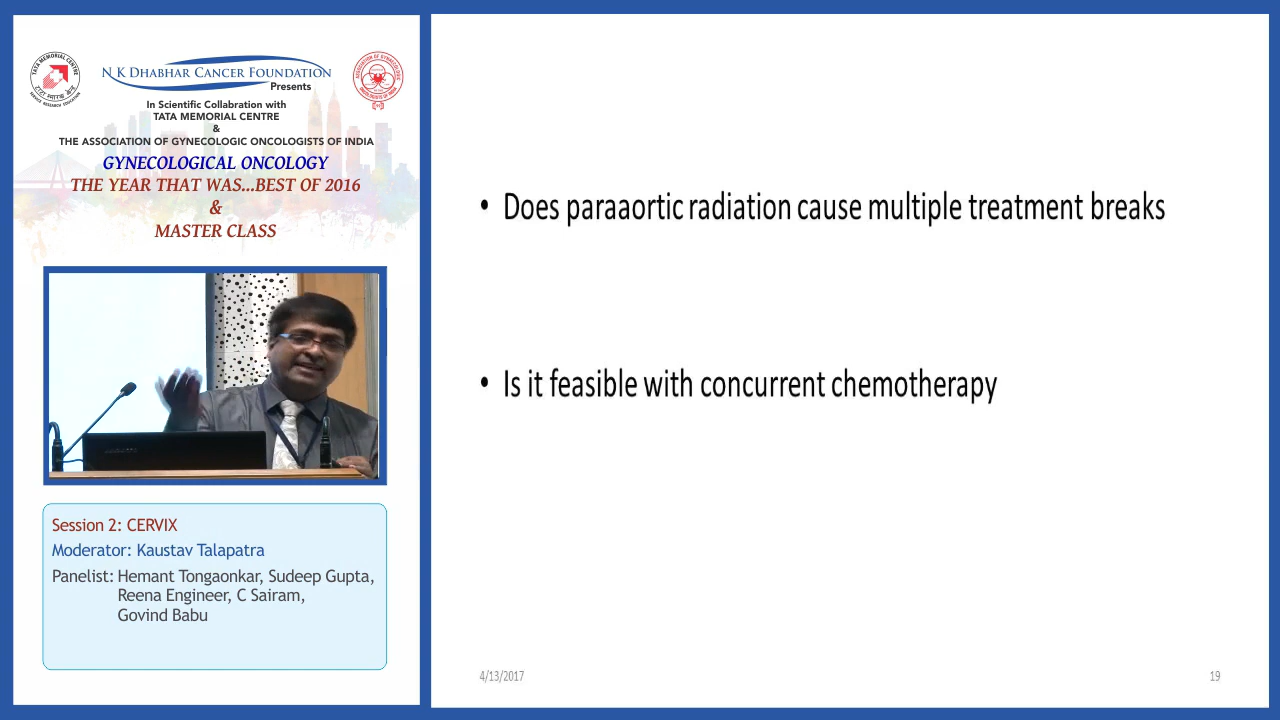 N K DHABHAR CANCER FOUNDATION
Presents
In Scientific Collabration with
TATA MEMORIAL CENTRE
&
THE ASSOCIATION OF GYNECOLOGIC ONCOLOGISTS OF INDIA
GYNECOLOGICAL ONCOLOGY
THE YEAR THAT WAS...BEST OF 2016
&
MASTER CLASS
Session 2: CERVIX
Moderator: Kaustav Talapatra
Panelist: Hemant Tongaonkar, Sudeep Gupta,
Reena Engineer, C Sairam,
Govind Babu
• Does paraaortic radiation cause multiple treatment breaks
• Is it feasible with concurrent chemotherapy
4/13/2017
19